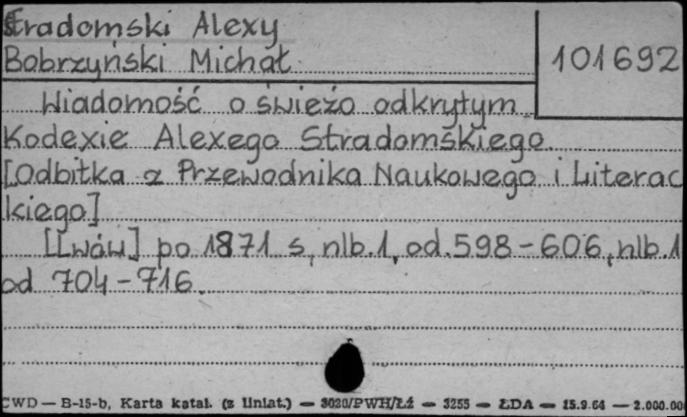 Stradomski Alexy
Bobrzyński Michał
101692
Wiadomość o świeżo odkrytym
Kodexie Alexego Stradomskiego.
[Odbitka z Przewodnika Naukowego i Literac
kiego]
[Lwów] po 1871 s, nlb.1, od.598-606, nlb.1
od 704-716.
CWD — B-15-b, Karta katal. (z liniat.) — 3020/PWH/Łź — 3255 — ŁDA — 15.9.64 — 2.000.00